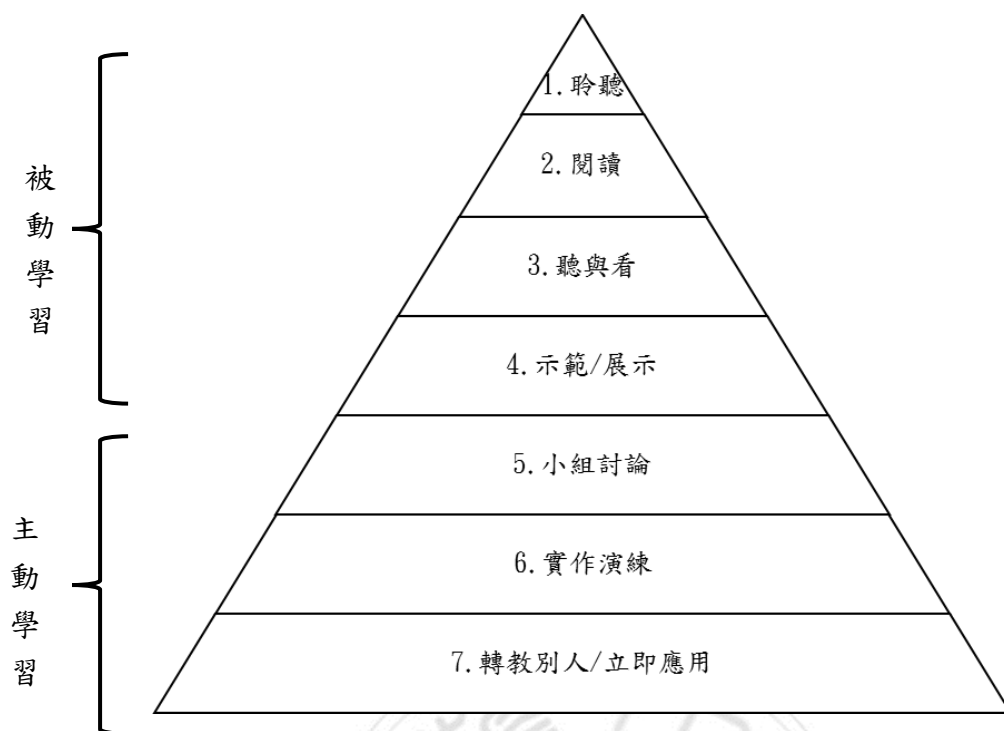 被動學習
1.聆聽
2.閱讀
3.聽與看
4.示範/展示
主動學習
5.小組討論
6.實作演練
7.轉教別人/立即應用